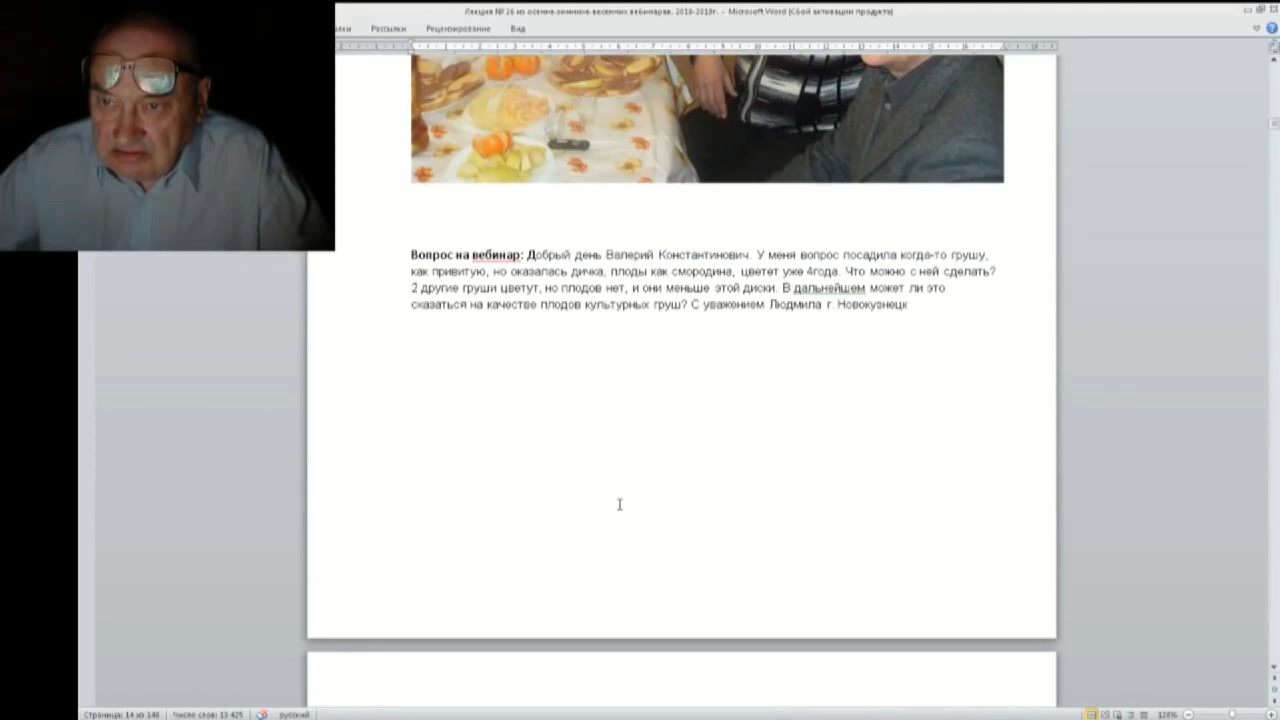 Лекция № 26 из осенне-зимних-весенних вебинаров. 2018-2019г. - Microsoft Word (Сбой активации продукта)
Рассылки Рецензирование Вид
Вопрос на вебинар: Добрый день Валерий Константинович. У меня вопрос посадила когда-то грушу,
как привитую, но оказалась дичка, плоды как смородина, цветет уже 4года. Что можно с ней сделать?
2 другие груши цветут, но плодов нет, и они меньше этой диски. В дальнейшем может ли это
сказаться на качестве плодов культурных груш? С уважением Людмила г. Новокузнецк
Страница: 14 из 148 Число слов: 13 425 русский 120%